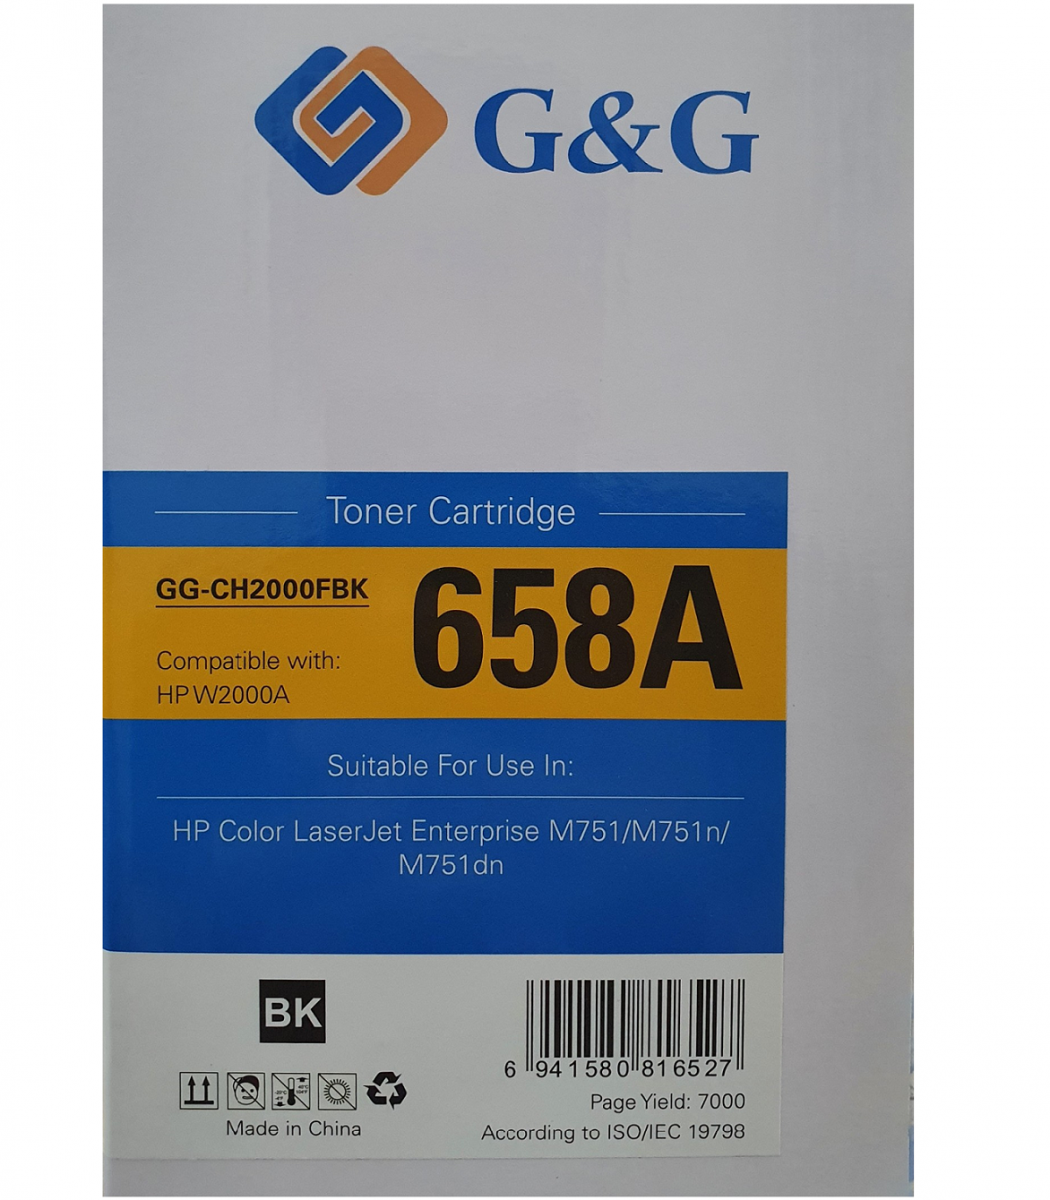 G&G
Toner Cartridge
GG-CH2000FBK
658A
Compatible with:
HP W2000A
Suitable For Use In:
HP Color LaserJet Enterprise M751/M751n/
M751dn
BK
6 941580 816527
Page Yield: 7000
Made in China
According to ISO/IEC 19798